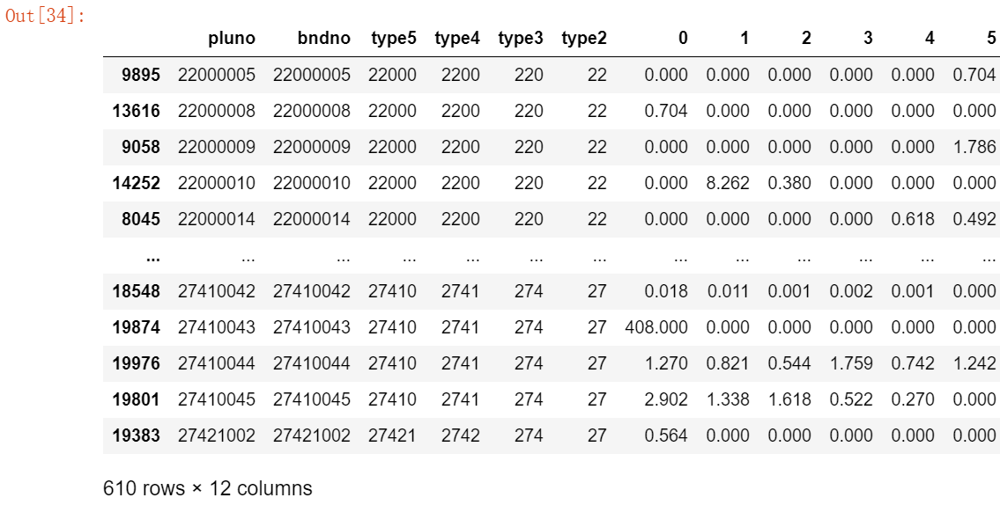 Out[34]:
pluno bndno type5 type4 type3 type2 0 1 2 3 4 5
9895 22000005 22000005 22000 2200 220 22 0.000 0.000 0.000 0.000 0.000 0.704
13616 22000008 22000008 22000 2200 220 22 0.704 0.000 0.000 0.000 0.000 0.000
9058 22000009 22000009 22000 2200 220 22 0.000 0.000 0.000 0.000 0.000 1.786
14252 22000010 22000010 22000 2200 220 22 0.000 8.262 0.380 0.000 0.000 0.000
8045 22000014 22000014 22000 2200 220 22 0.000 0.000 0.000 0.000 0.618 0.492
... ... ... ... ... ... ... ... ... ... ... ... ...
18548 27410042 27410042 27410 2741 274 27 0.018 0.011 0.001 0.002 0.001 0.000
19874 27410043 27410043 27410 2741 274 27 408.000 0.000 0.000 0.000 0.000 0.000
19976 27410044 27410044 27410 2741 274 27 1.270 0.821 0.544 1.759 0.742 1.242
19801 27410045 27410045 27410 2741 274 27 2.902 1.338 1.618 0.522 0.270 0.000
19383 27421002 27421002 27421 2742 274 27 0.564 0.000 0.000 0.000 0.000 0.000
610 rows × 12 columns